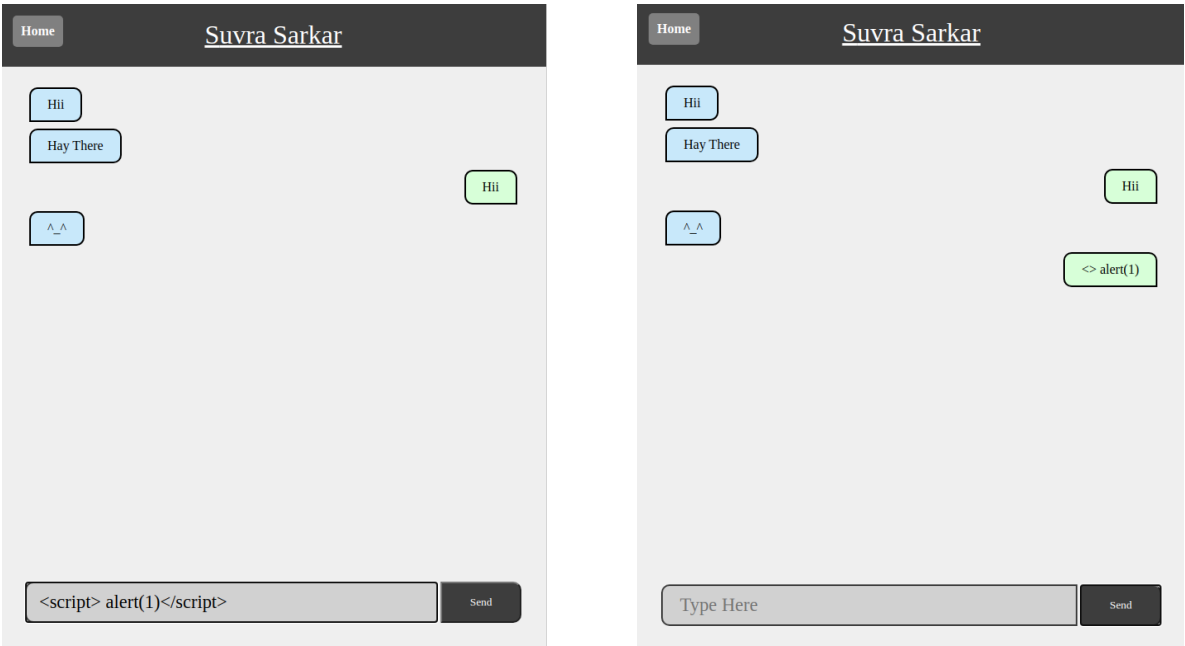 Home
Suvra Sarkar
Hii
Hay There
Hii
^_^
<script> alert(1)</script>
Send
Home
Suvra Sarkar
Hii
Hay There
Hii
^_^
<> alert(1)
Type Here
Send